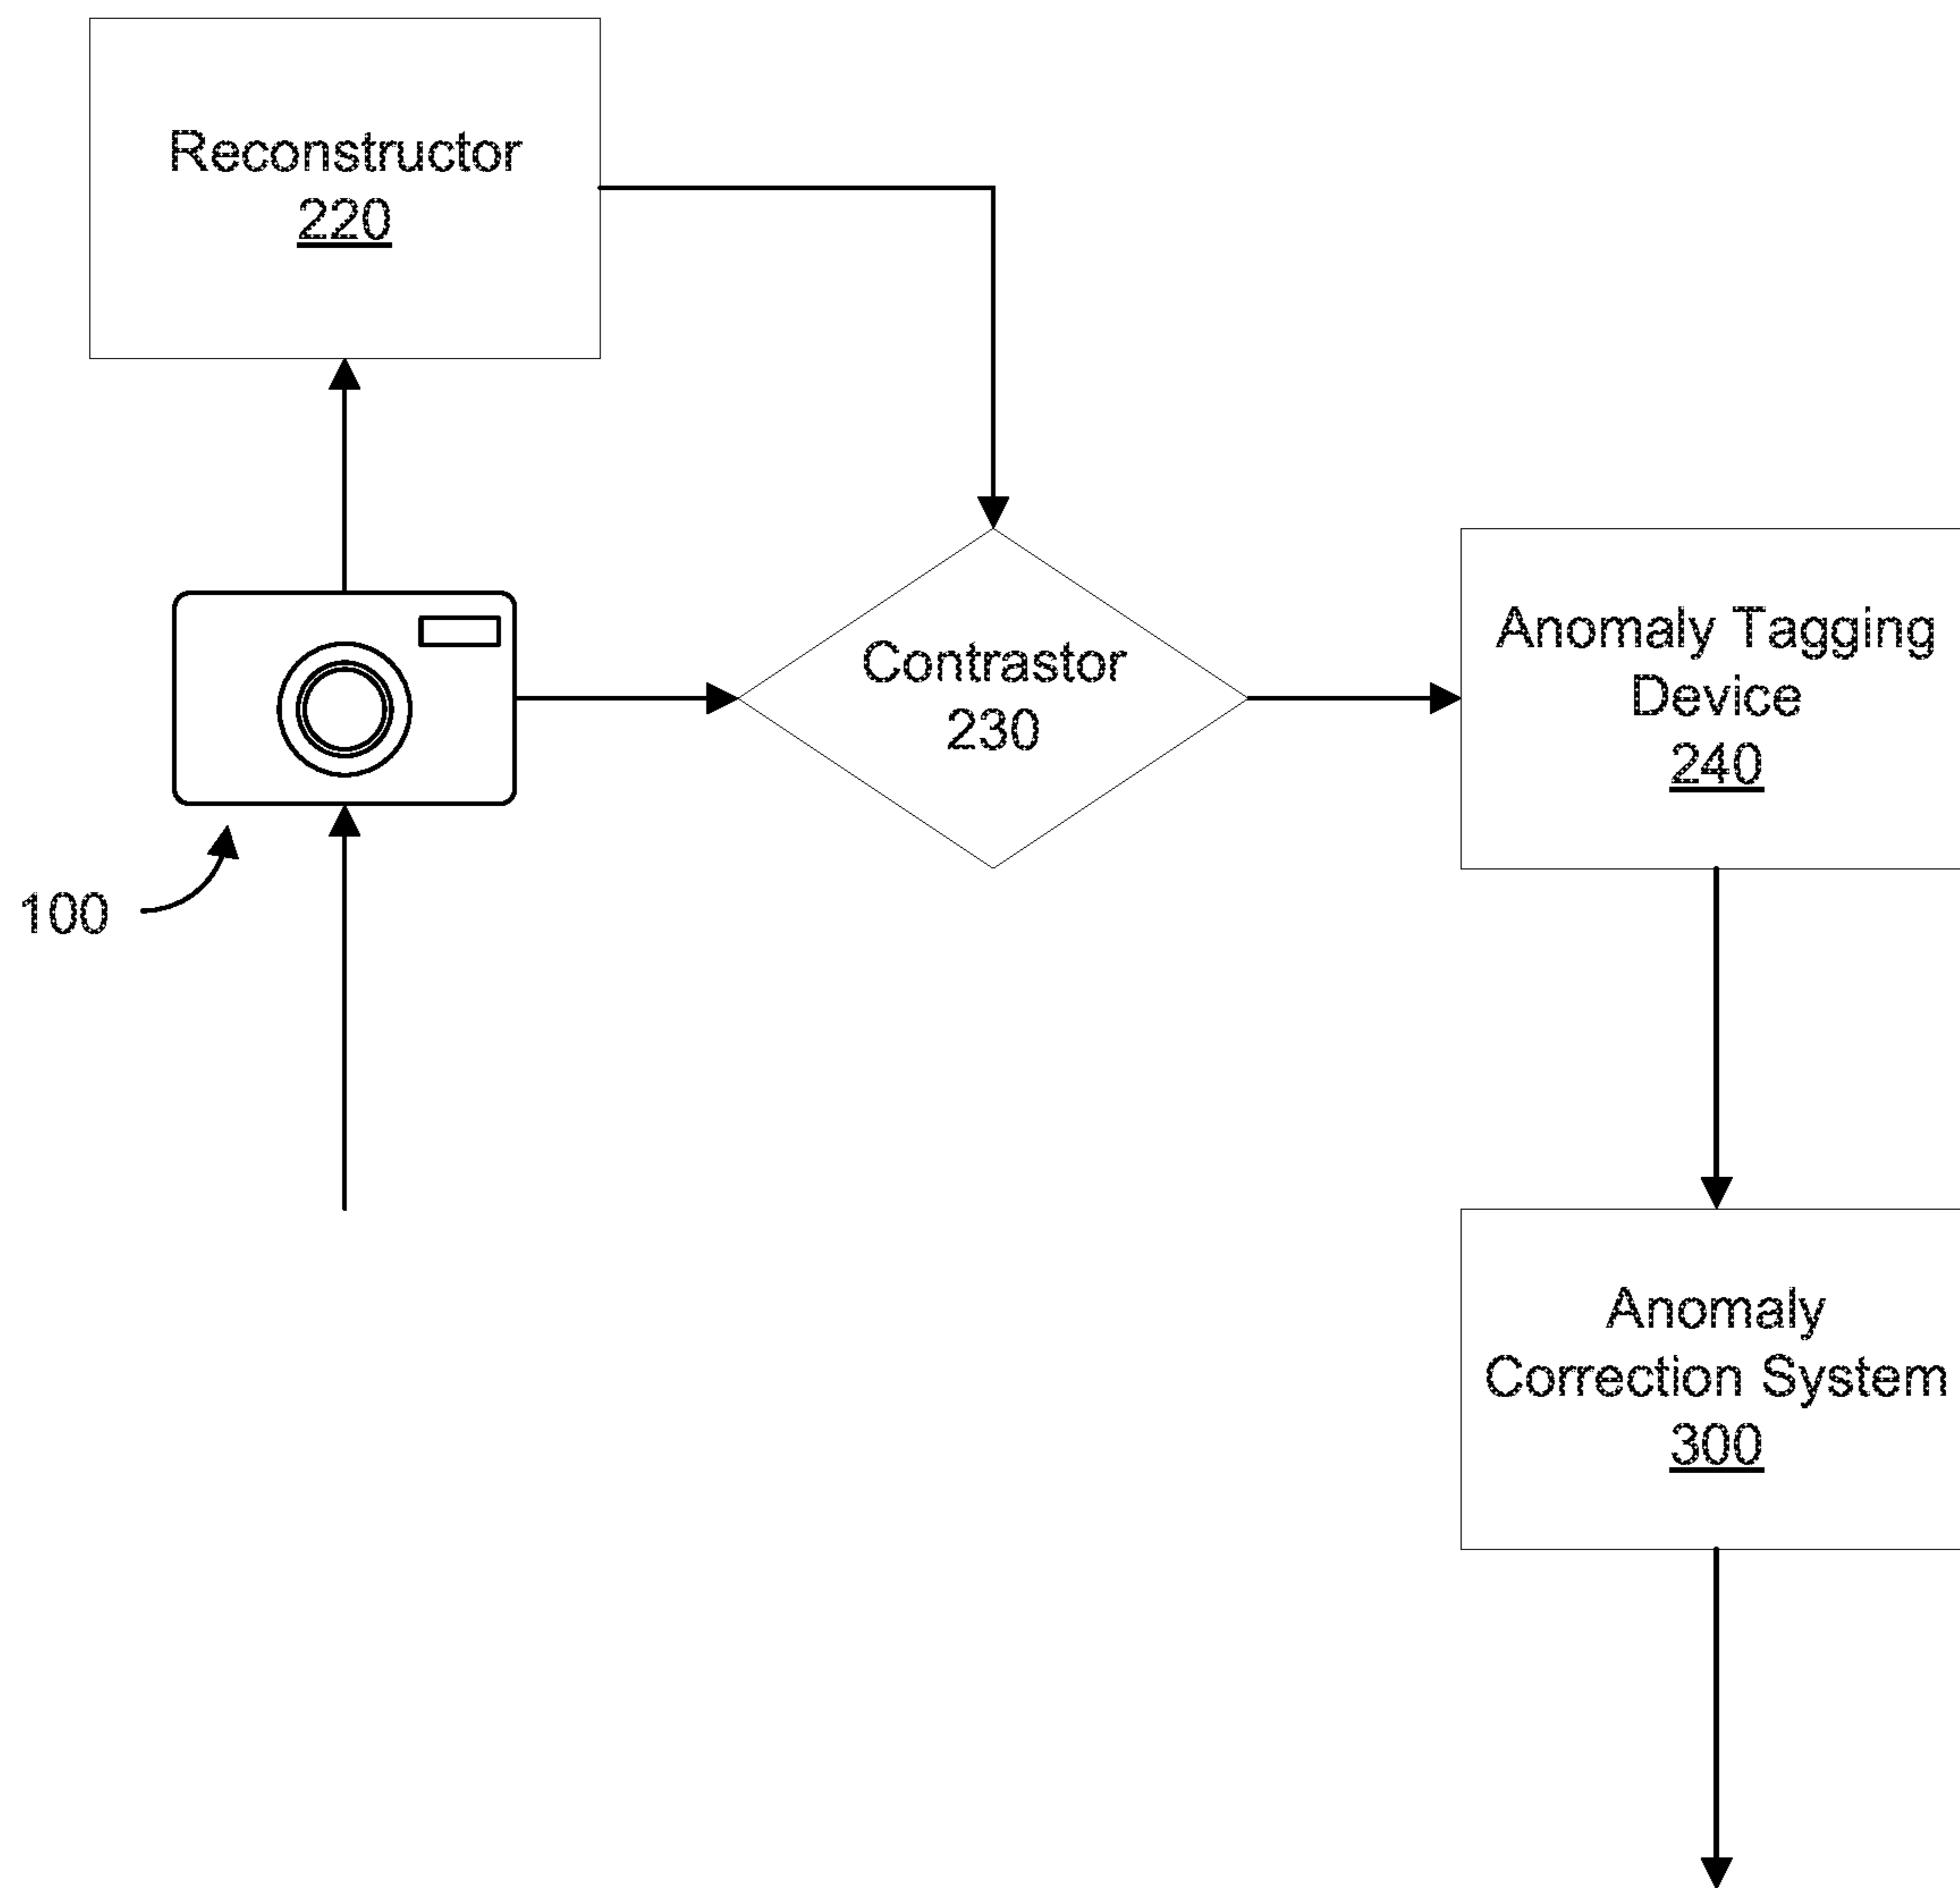 Reconstructor
220
Contrastor
230
Anomaly Tagging
Device
240
100
Anomaly
Correction System
300